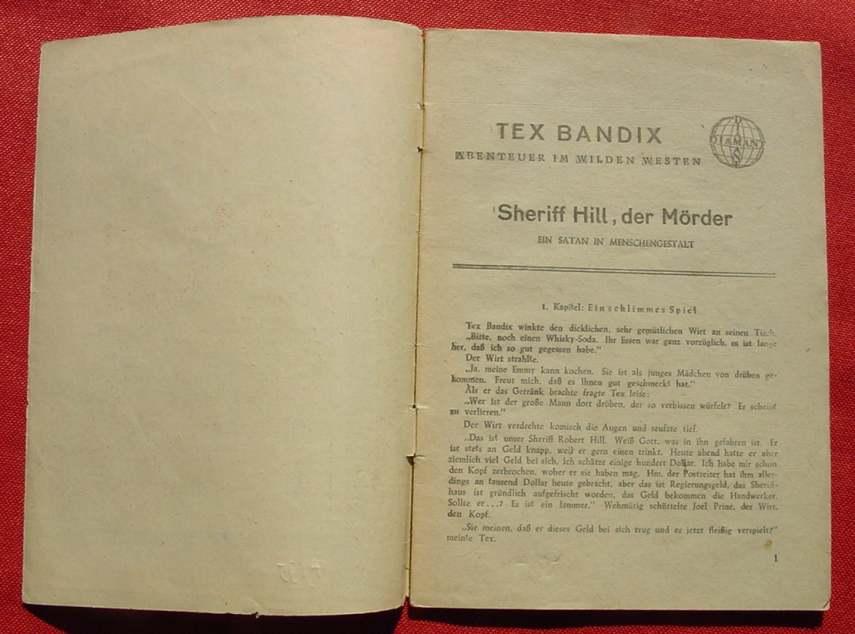 TEX BANDIX
DIAMANT
ABENTEUER IM WILDEN WESTEN
Sheriff Hill, der Mörder
EIN SATAN IN MENSCHENGESTALT
1. Kapitel: Ein schlimmes Spiel
Tex Bandix winkte den dicklichen, sehr gemütlichen Wirt an seinen Tisch.
„Bitte, noch einen Whisky-Soda. Ihr Essen war ganz vorzüglich, es ist lange
her, daß ich so gut gegessen habe."
Der Wirt strahlte.
„Ja, meine Emmy kann kochen. Sie ist als junges Mädchen von drüben ge-
kommen. Freut mich, daß es Ihnen gut geschmeckt hat."
Als er das Getränk brachte fragte Tex leise:
„Wer ist der große Mann dort drüben, der so verbissen würfelt? Er scheint
zu verlieren."
Der Wirt verdrehte komisch die Augen und seufzte tief.
„Das ist unser Sheriff Robert Hill. Weiß Gott, was in ihn gefahren ist. Er
ist stets an Geld knapp, weil er gern einen trinkt. Heute abend hatte er aber
ziemlich viel Geld bei sich, ich schätze einige hundert Dollar. Ich habe mir schon
den Kopf zerbrochen, woher er sie haben mag. Hm, der Postreiter hat ihm aller-
dings an tausend Dollar heute gebracht, aber das ist Regierungsgeld, das Sheriff-
haus ist gründlich aufgefrischt worden, das Geld bekommen die Handwerker.
Sollte er...? Es ist ein Jammer." Wehmütig schüttelte Joel Prine, der Wirt,
den Kopf.
„Sie meinen, daß er dieses Geld bei sich trug und es jetzt fleißig verspielt?"
meinte Tex.
1